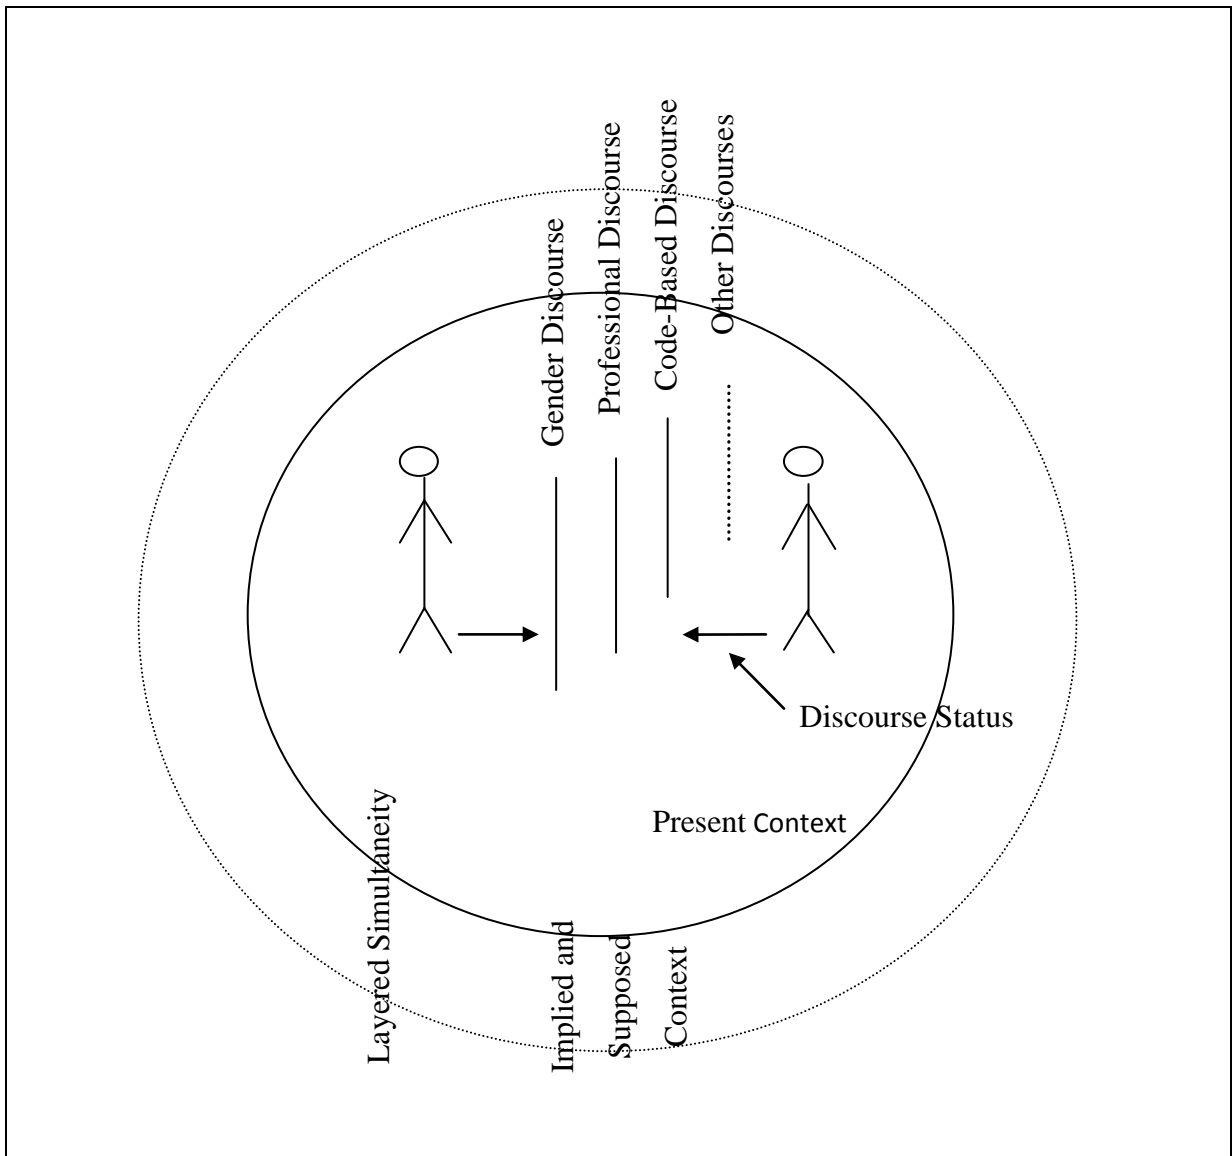 Gender Discourse
Professional Discourse
Code-Based Discourse
Other Discourses
Discourse Status
Present Context
Layered Simultaneity
Implied and
Supposed
Context